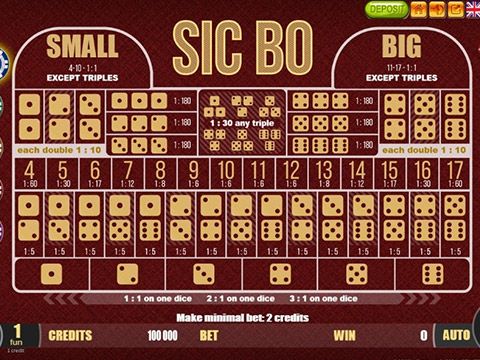 DEPOSIT
SMALL
SIC BO
BIG
4-10 - 1:1
11-17 - 1:1
EXCEPT TRIPLES
EXCEPT TRIPLES
1:180
1:180
1:180
1:180
1:180
1:180
1 : 30 any triple
each double 1 : 10
each double 1 : 10
4 5 6 7 8 9 10 11 12 13 14 15 16 17
1:60 1:30 1:17 1:12 1:8 1:6 1:6 1:6 1:6 1:8 1:12 1:17 1:30 1:60
1:5 1:5 1:5 1:5 1:5 1:5 1:5 1:5 1:5 1:5 1:5 1:5 1:5 1:5 1:5
1 : 1 on one dice 2 : 1 on one dice 3 : 1 on one dice
Make minimal bet: 2 credits
1
fun
1 credit
CREDITS 100 000 BET WIN 0 AUTO